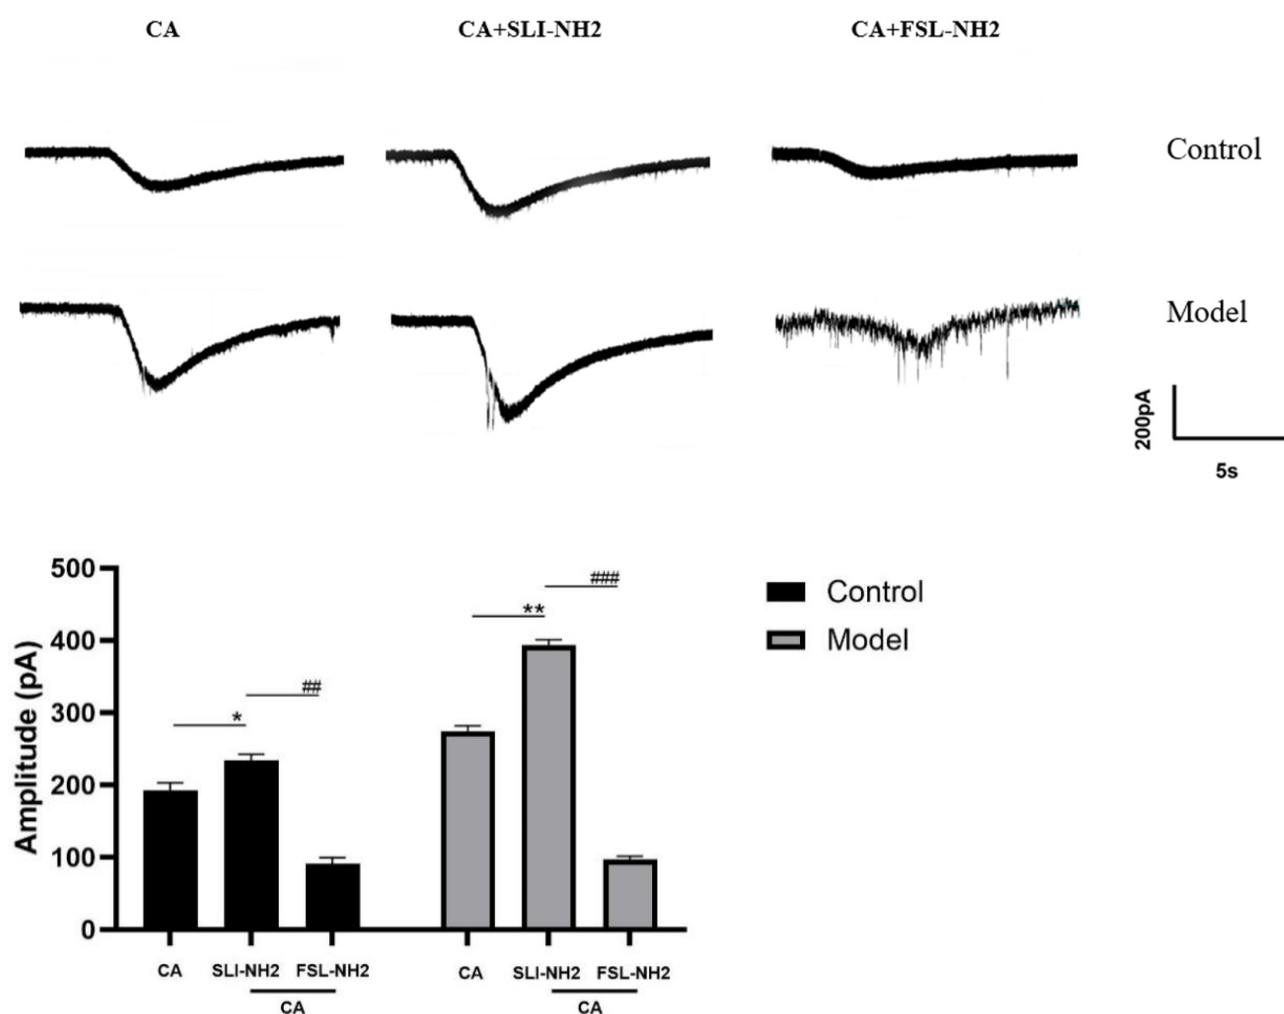 CA CA+SLI-NH2 CA+FSL-NH2
Control
Model
200pA
5s
500
400
300
200
100
0
Amplitude (pA)
*
##
**
###
Control
Model
CA SLI-NH2 FSL-NH2 CA SLI-NH2 FSL-NH2
CA CA